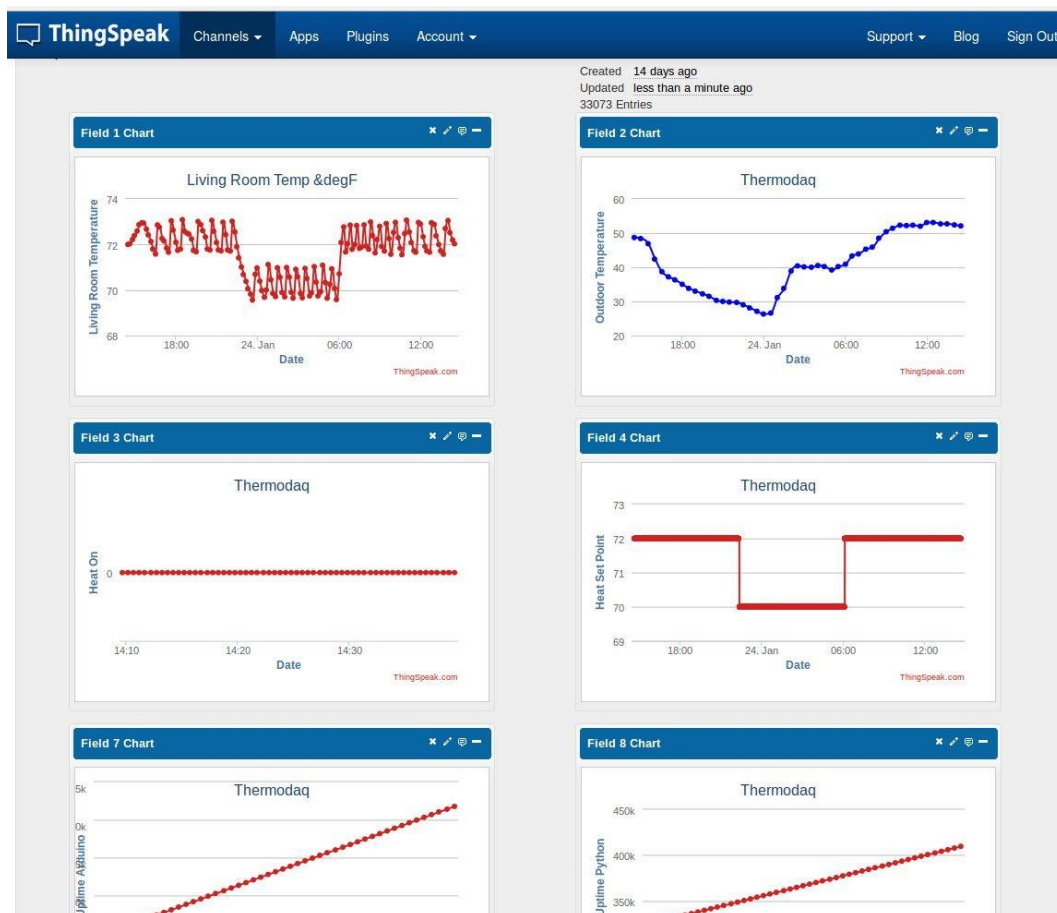 ThingSpeak Channels Apps Plugins Account Support Blog Sign Out
Created 14 days ago
Updated less than a minute ago
33073 Entries
Field 1 Chart
Living Room Temp &degF
Living Room Temperature
74
72
70
68
18:00 24. Jan 06:00 12:00
Date
ThingSpeak.com
Field 2 Chart
Thermodaq
Outdoor Temperature
60
50
40
30
20
18:00 24. Jan 06:00 12:00
Date
ThingSpeak.com
Field 3 Chart
Thermodaq
Heat On
0
14:10 14:20 14:30
Date
ThingSpeak.com
Field 4 Chart
Thermodaq
Heat Set Point
73
72
71
70
69
18:00 24. Jan 06:00 12:00
Date
ThingSpeak.com
Field 7 Chart
Thermodaq
5k
0k
Uptime Arduino
Field 8 Chart
Thermodaq
Uptime Python
450k
400k
350k